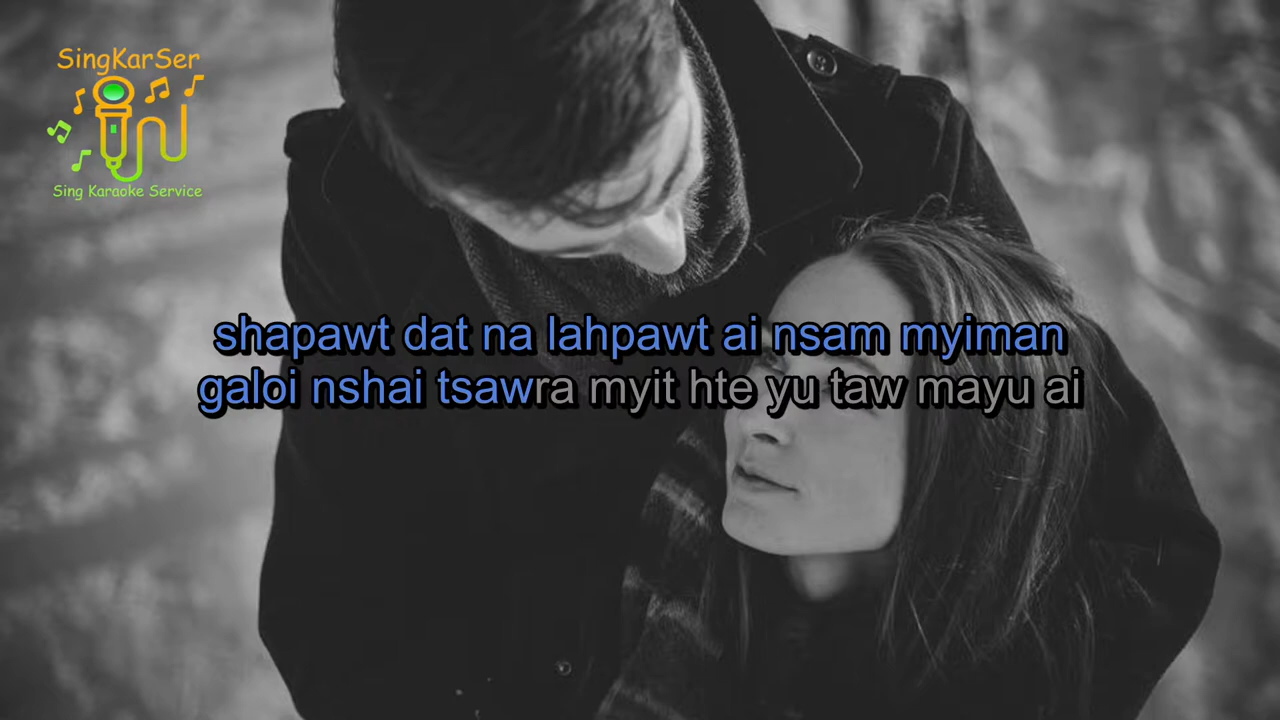 SingKarSer
Sing Karaoke Service
shapawt dat na lahpawt ai nsam myiman
galoi nshai tsawra myit hte yu taw mayu ai